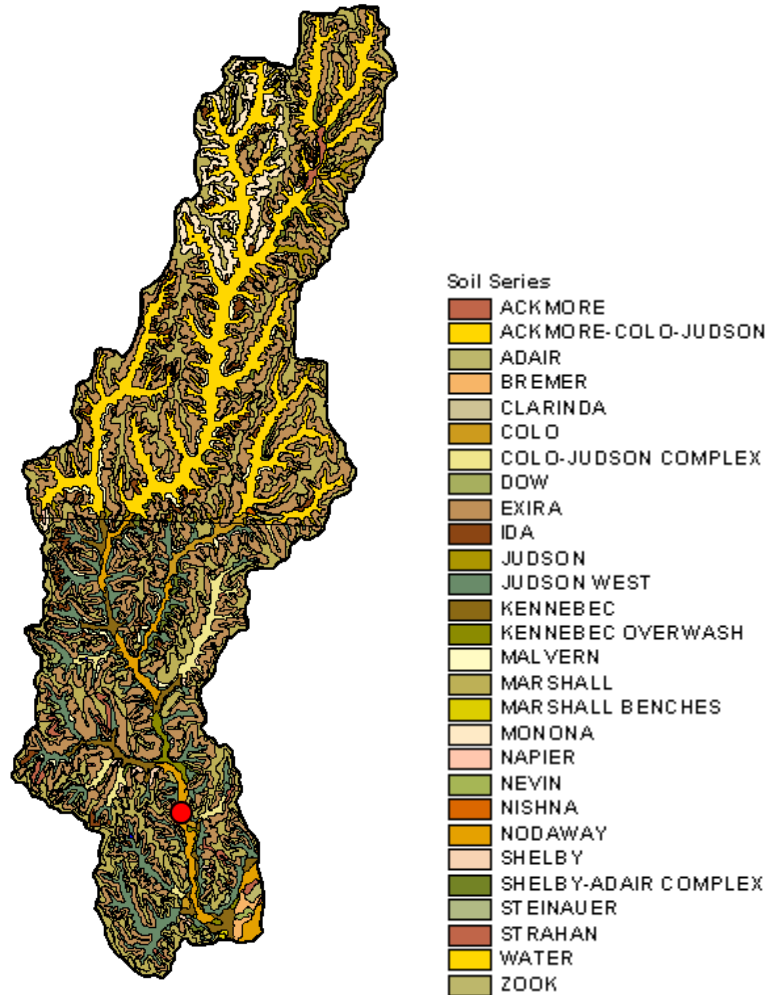 Soil Series
ACKMORE
ACKMORE-COLO-JUDSON
ADAIR
BREMER
CLARINDA
COLO
COLO-JUDSON COMPLEX
DOW
EXIRA
IDA
JUDSON
JUDSON WEST
KENNEBEC
KENNEBEC OVERWASH
MALVERN
MARSHALL
MARSHALL BENCHES
MONONA
NAPIER
NEVIN
NISHNA
NODAWAY
SHELBY
SHELBY-ADAIR COMPLEX
STEINAUER
STRAHAN
WATER
ZOOK